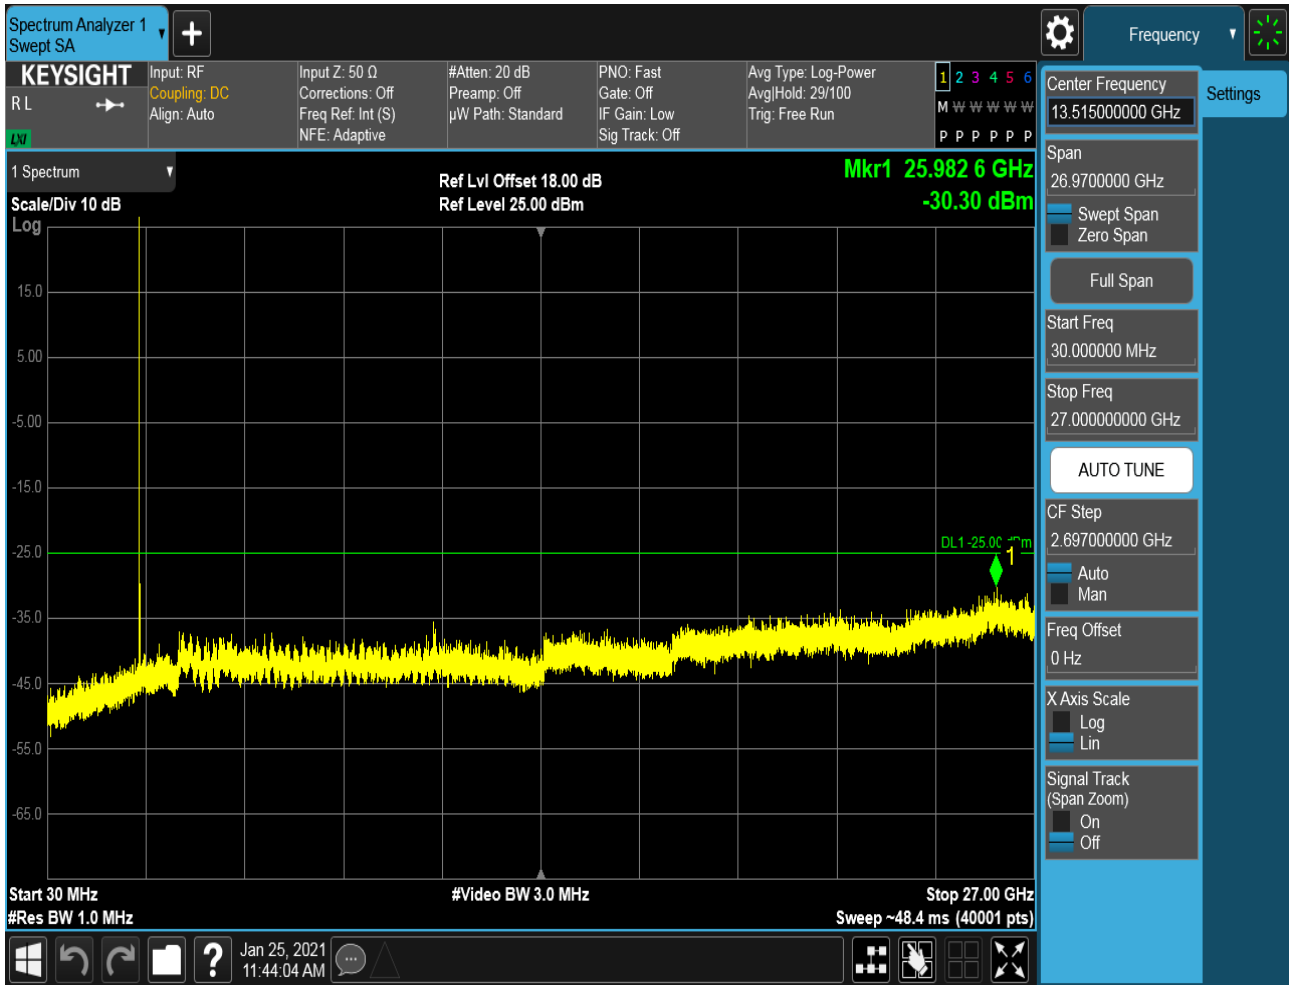 Spectrum Analyzer 1
Swept SA
Frequency
KEYSIGHT
R L
LXI
Input: RF
Coupling: DC
Align: Auto
Input Z: 50 Ω
Corrections: Off
Freq Ref: Int (S)
NFE: Adaptive
#Atten: 20 dB
Preamp: Off
µW Path: Standard
PNO: Fast
Gate: Off
IF Gain: Low
Sig Track: Off
Avg Type: Log-Power
Avg|Hold: 29/100
Trig: Free Run
1 2 3 4 5 6
M W W W W W
P P P P P P
1 Spectrum
Scale/Div 10 dB
Log
Ref Lvl Offset 18.00 dB
Ref Level 25.00 dBm
Mkr1 25.982 6 GHz
-30.30 dBm
15.0
5.00
-5.00
-15.0
-25.0
-35.0
-45.0
-55.0
-65.0
DL1 -25.00
1
Start 30 MHz
#Res BW 1.0 MHz
#Video BW 3.0 MHz
Stop 27.00 GHz
Sweep ~48.4 ms (40001 pts)
Jan 25, 2021
11:44:04 AM
Center Frequency
13.515000000 GHz
Span
26.9700000 GHz
Swept Span
Zero Span
Full Span
Start Freq
30.000000 MHz
Stop Freq
27.000000000 GHz
AUTO TUNE
CF Step
2.697000000 GHz
Auto
Man
Freq Offset
0 Hz
X Axis Scale
Log
Lin
Signal Track
(Span Zoom)
On
Off
Settings